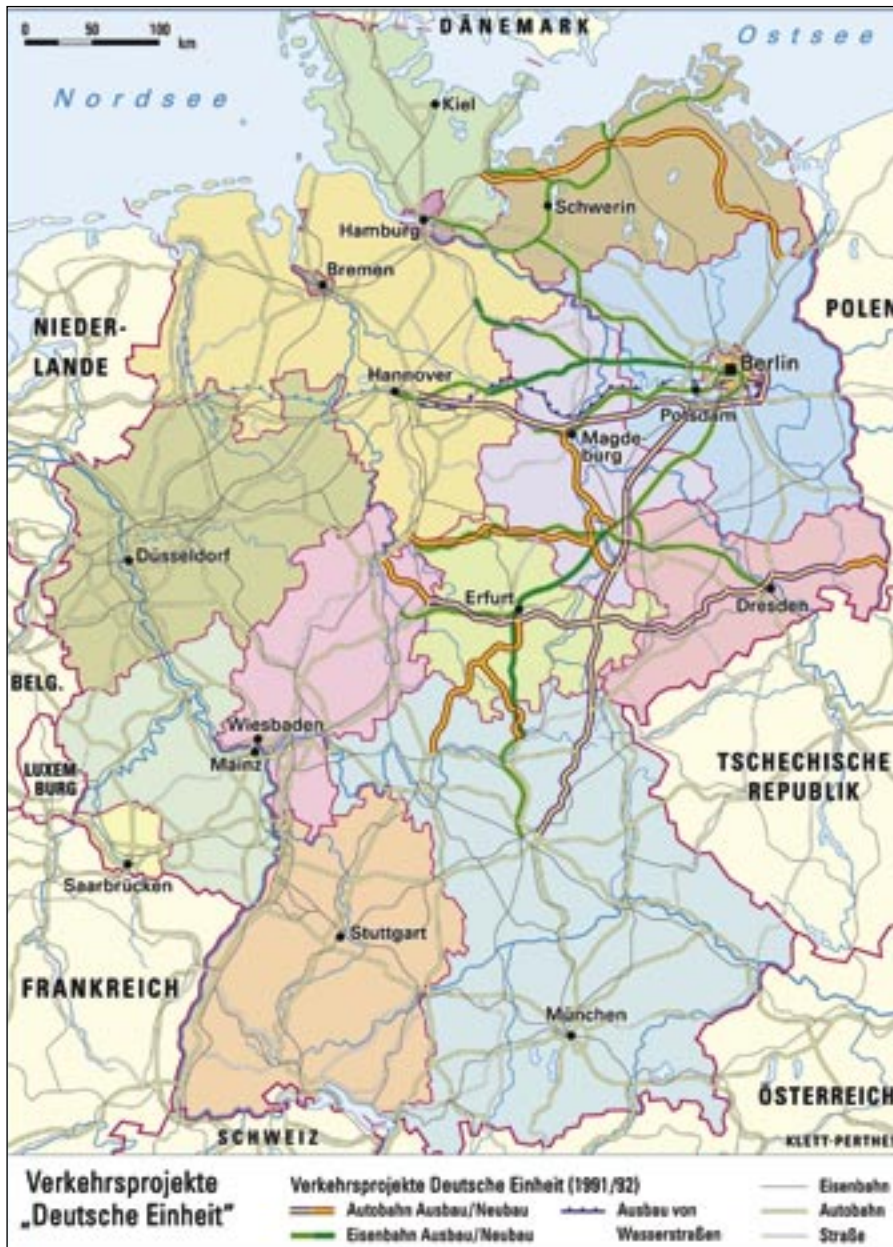 0 50 100
km
DÄNEMARK
Ostsee
Nordsee
Kiel
Schwerin
Hamburg
Bremen
POLEN
NIEDER-
LANDE
Berlin
Hannover
Potsdam
Magde-
burg
Düsseldorf
Erfurt
Dresden
BELG.
Wiesbaden
Mainz
LUXEM-
BURG
TSCHECHISCHE
REPUBLIK
Saarbrücken
Stuttgart
FRANKREICH
München
ÖSTERREICH
SCHWEIZ
KLETT-PERTHES
Verkehrsprojekte
„Deutsche Einheit"
Verkehrsprojekte Deutsche Einheit (1991/92)
Autobahn Ausbau/Neubau
Eisenbahn Ausbau/Neubau
Ausbau von
Wasserstraßen
Eisenbahn
Autobahn
Straße